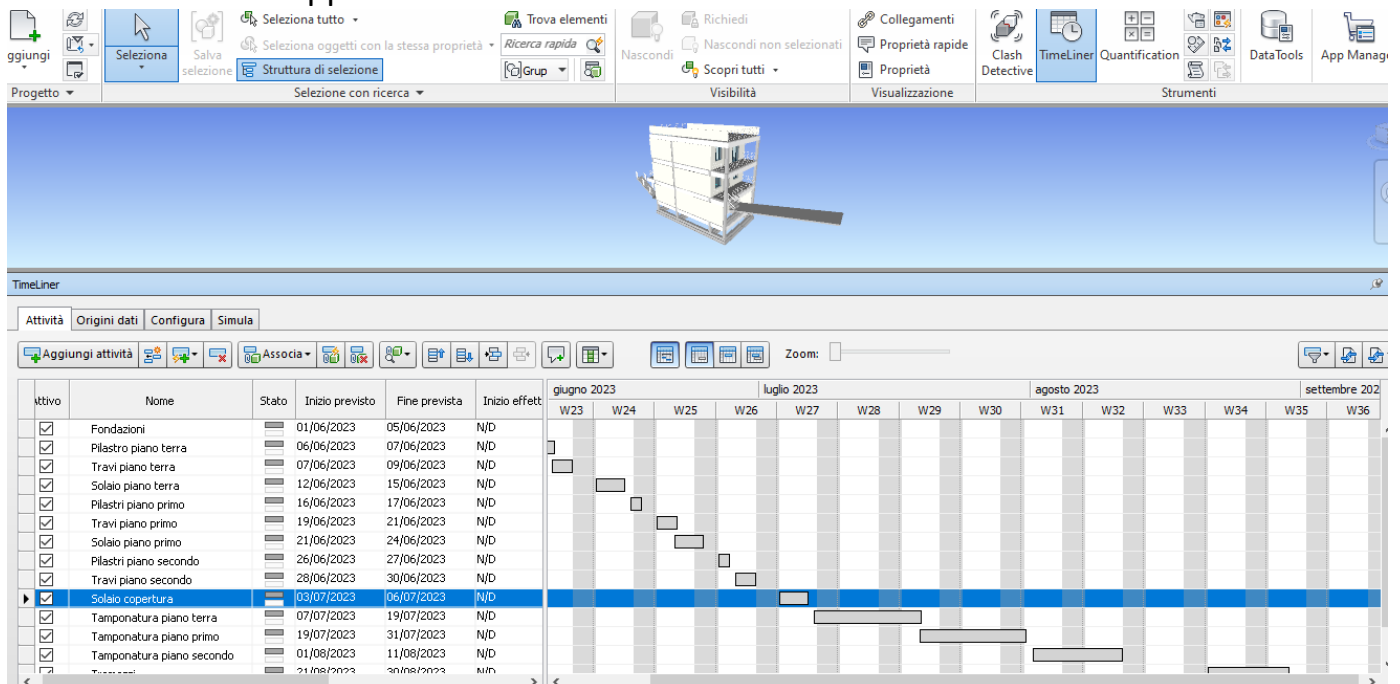 Seleziona tutto
Trova elementi
Richiedi
Collegamenti
ggiungi
Seleziona
Salva selezione
Seleziona oggetti con la stessa proprietà
Ricerca rapida
Nascondi
Nascondi non selezionati
Proprietà rapide
Clash Detective
TimeLiner
Quantification
DataTools
App Manag
Struttura di selezione
Grup
Scopri tutti
Proprietà
Progetto
Selezione con ricerca
Visibilità
Visualizzazione
Strumenti
TimeLiner
Attività Origini dati Configura Simula
Aggiungi attività Associa Zoom:
ttivo Nome Stato Inizio previsto Fine prevista Inizio effett
giugno 2023 luglio 2023 agosto 2023 settembre 202
W23 W24 W25 W26 W27 W28 W29 W30 W31 W32 W33 W34 W35 W36
Fondazioni 01/06/2023 05/06/2023 N/D
Pilastro piano terra 06/06/2023 07/06/2023 N/D
Travi piano terra 07/06/2023 09/06/2023 N/D
Solaio piano terra 12/06/2023 15/06/2023 N/D
Pilastri piano primo 16/06/2023 17/06/2023 N/D
Travi piano primo 19/06/2023 21/06/2023 N/D
Solaio piano primo 21/06/2023 24/06/2023 N/D
Pilastri piano secondo 26/06/2023 27/06/2023 N/D
Travi piano secondo 28/06/2023 30/06/2023 N/D
Solaio copertura 03/07/2023 06/07/2023 N/D
Tamponatura piano terra 07/07/2023 19/07/2023 N/D
Tamponatura piano primo 19/07/2023 31/07/2023 N/D
Tamponatura piano secondo 01/08/2023 11/08/2023 N/D
21/08/2023 30/08/2023 N/D